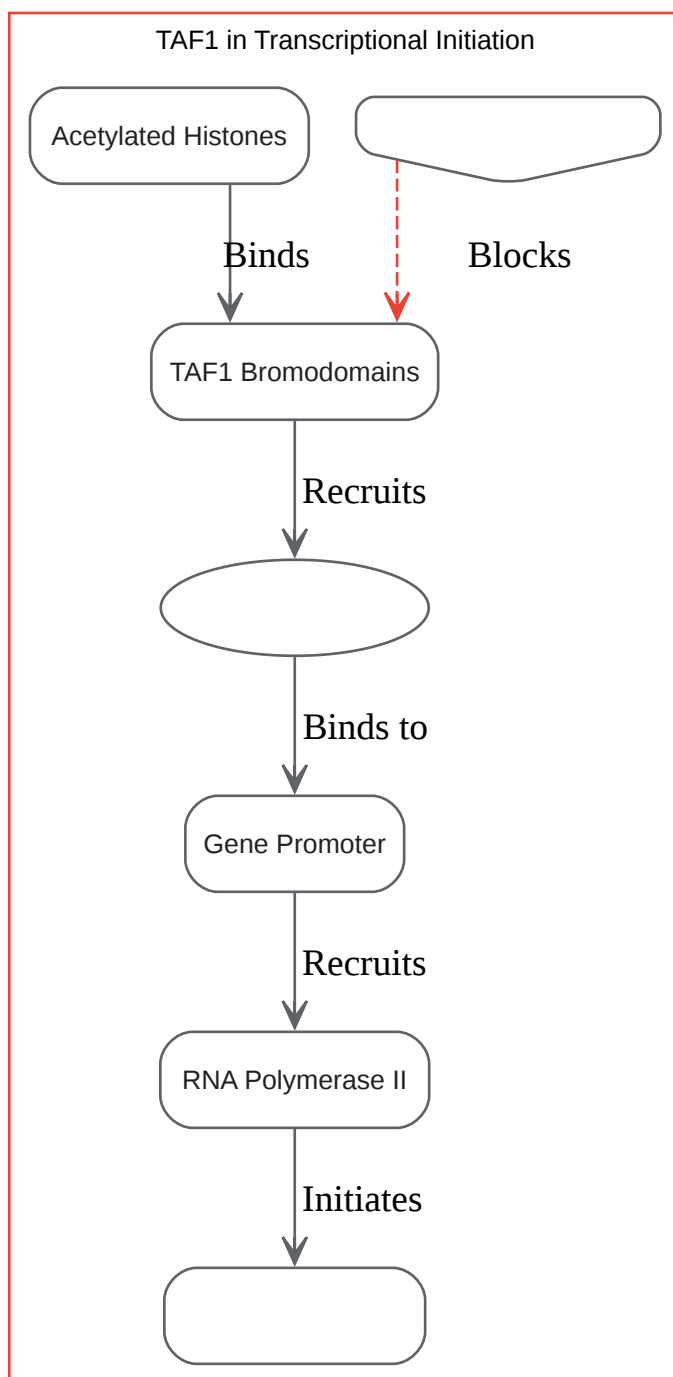 TAF1 in Transcriptional Initiation
Acetylated Histones
Binds
Blocks
TAF1 Bromodomains
Recruits
Binds to
Gene Promoter
Recruits
RNA Polymerase II
Initiates